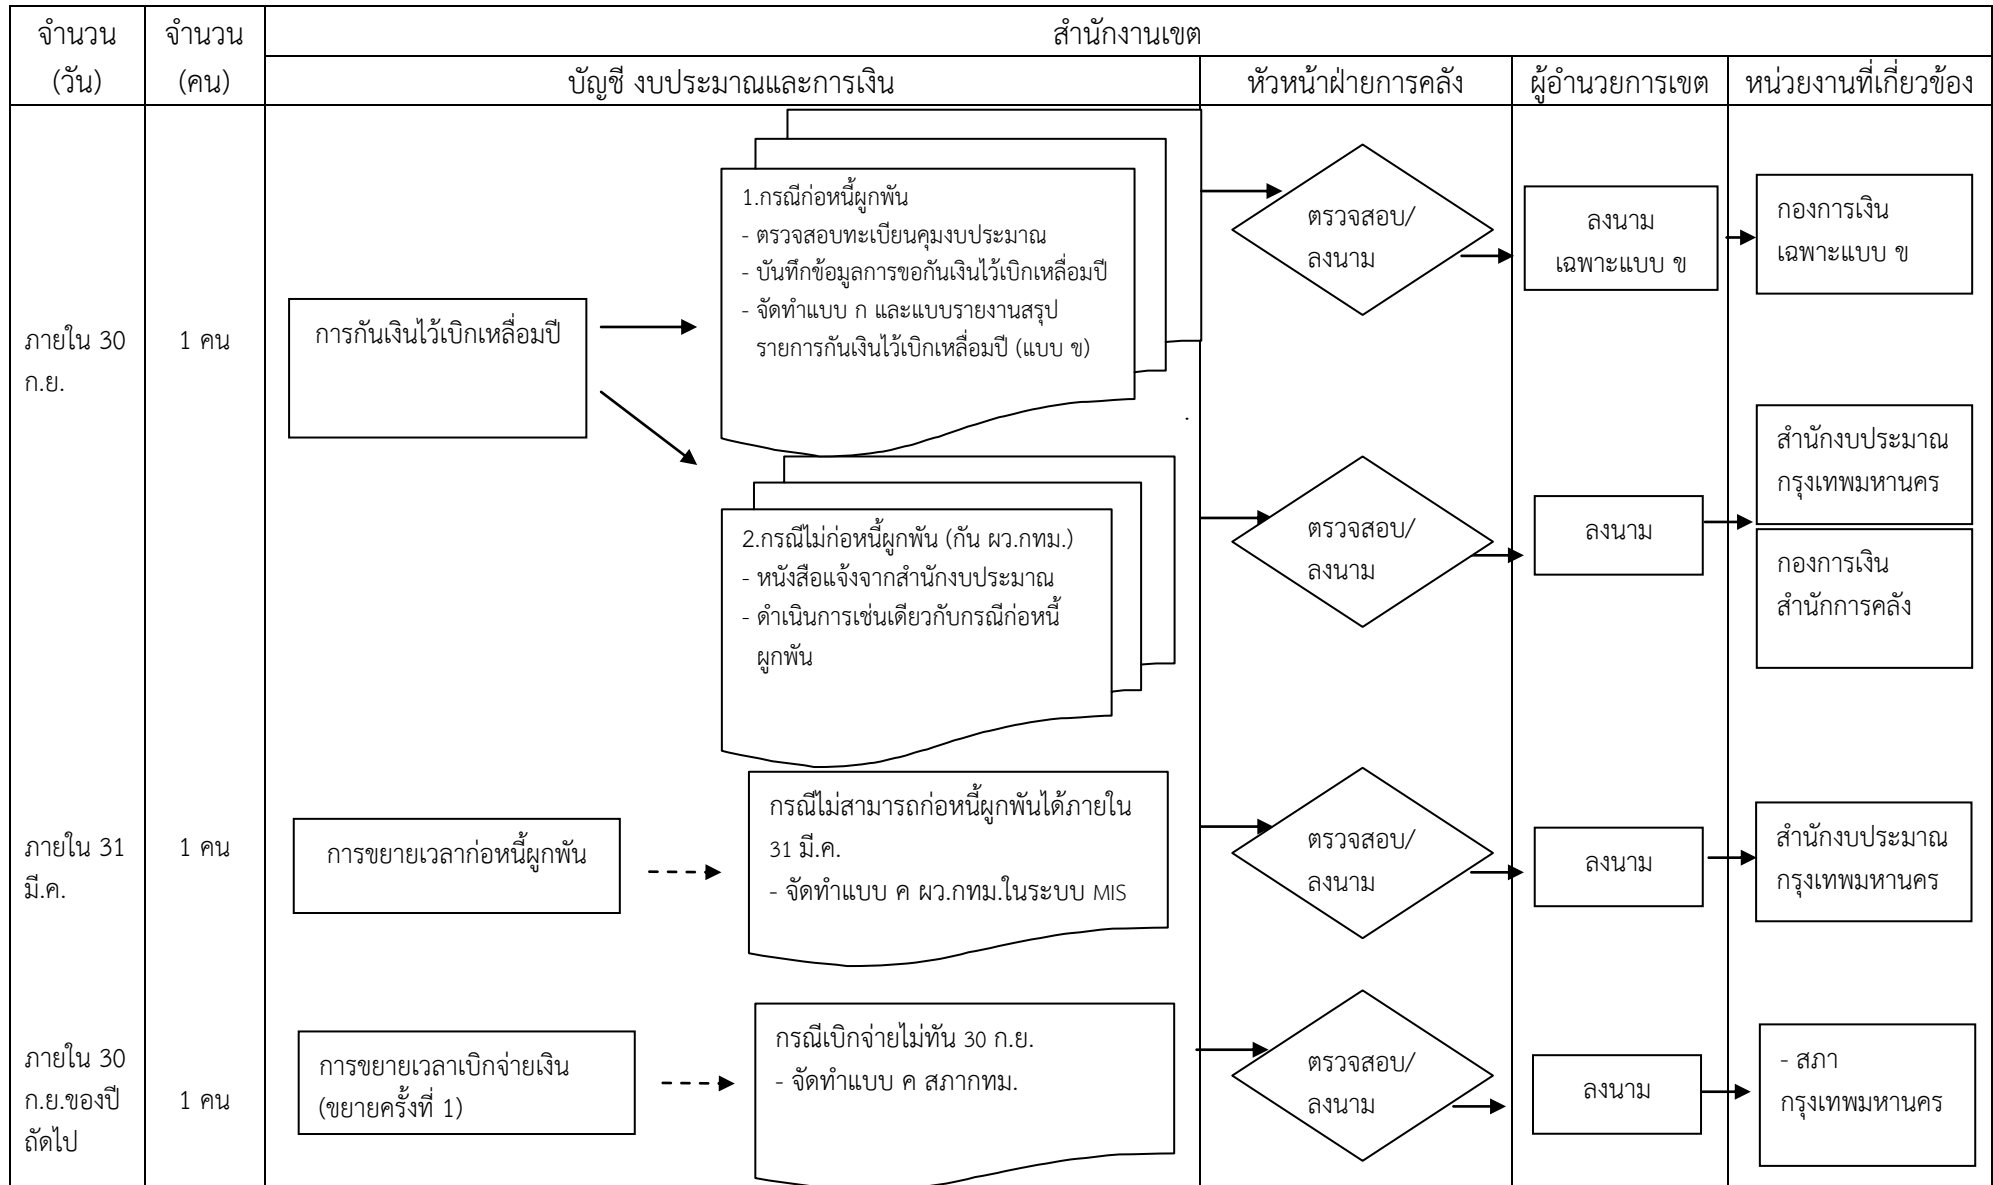 จำนวน
(วัน)
จำนวน
(คน)
สำนักงานเขต
บัญชี งบประมาณและการเงิน
หัวหน้าฝ่ายการคลัง
ผู้อำนวยการเขต
หน่วยงานที่เกี่ยวข้อง
ภายใน 30
ก.ย.
1 คน
การกันเงินไว้เบิกเหลื่อมปี
1.กรณีก่อหนี้ผูกพัน
- ตรวจสอบทะเบียนคุมงบประมาณ
- บันทึกข้อมูลการขอกันเงินไว้เบิกเหลื่อมปี
- จัดทำแบบ ก และแบบรายงานสรุป
รายการกันเงินไว้เบิกเหลื่อมปี (แบบ ข)
ตรวจสอบ/
ลงนาม
ลงนาม
เฉพาะแบบ ข
กองการเงิน
เฉพาะแบบ ข
2.กรณีไม่ก่อหนี้ผูกพัน (กัน ผว.กทม.)
- หนังสือแจ้งจากสำนักงบประมาณ
- ดำเนินการเช่นเดียวกับกรณีก่อหนี้
ผูกพัน
ตรวจสอบ/
ลงนาม
ลงนาม
สำนักงบประมาณ
กรุงเทพมหานคร
กองการเงิน
สำนักการคลัง
ภายใน 31
มี.ค.
1 คน
การขยายเวลาก่อหนี้ผูกพัน
กรณีไม่สามารถก่อหนี้ผูกพันได้ภายใน
31 มี.ค.
- จัดทำแบบ ค ผว.กทม.ในระบบ MIS
ตรวจสอบ/
ลงนาม
ลงนาม
สำนักงบประมาณ
กรุงเทพมหานคร
ภายใน 30
ก.ย.ของปี
ถัดไป
1 คน
การขยายเวลาเบิกจ่ายเงิน
(ขยายครั้งที่ 1)
กรณีเบิกจ่ายไม่ทัน 30 ก.ย.
- จัดทำแบบ ค สภากทม.
ตรวจสอบ/
ลงนาม
ลงนาม
- สภา
กรุงเทพมหานคร